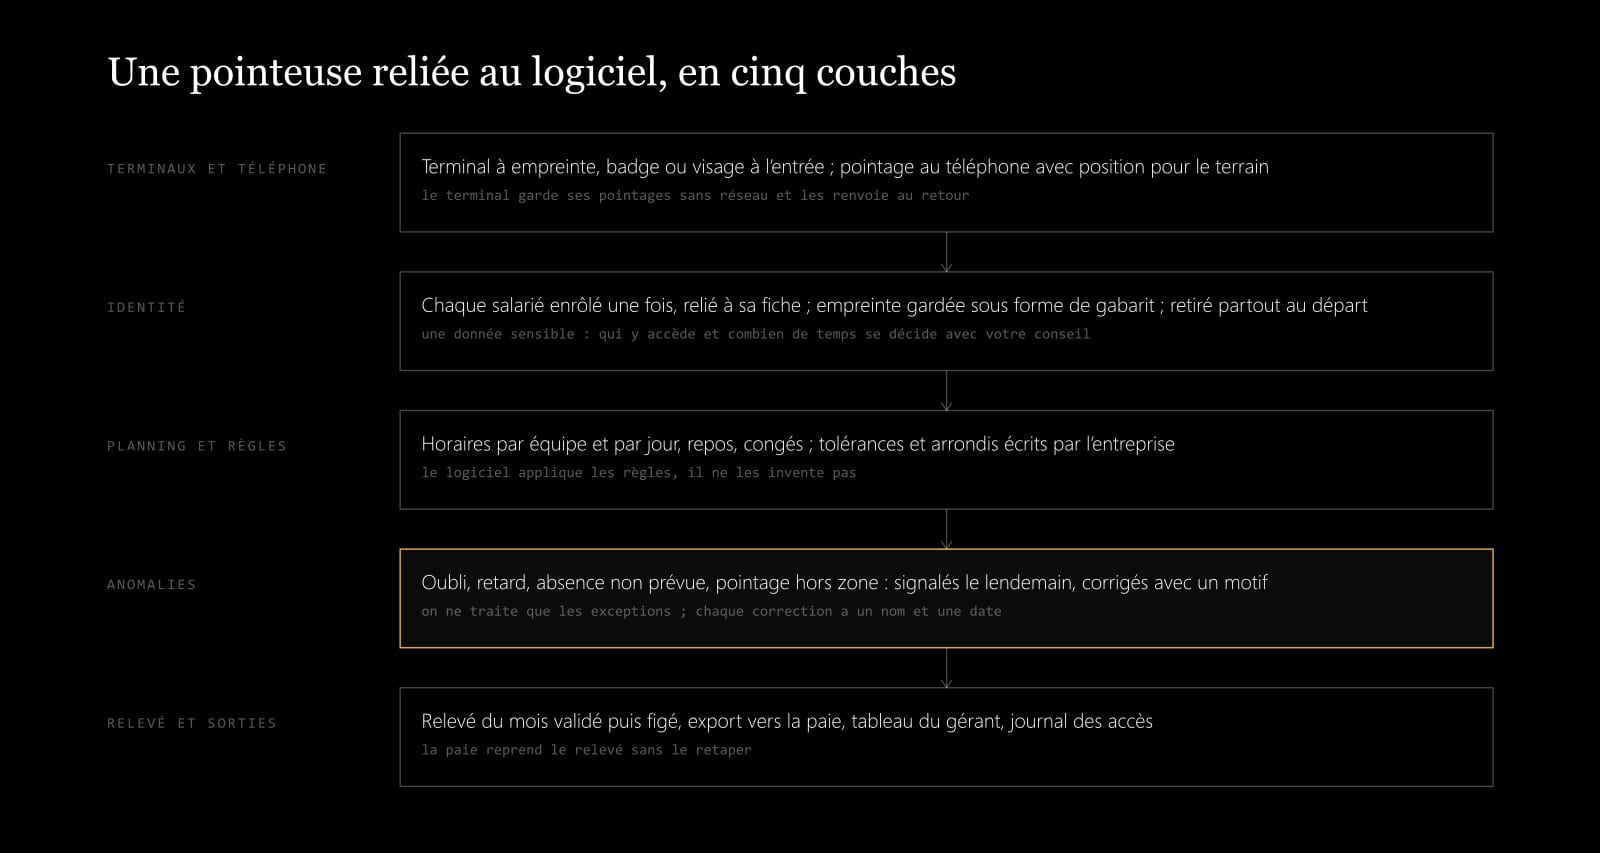 Une pointeuse reliée au logiciel, en cinq couches
TERMINAUX ET TÉLÉPHONE
Terminal à empreinte, badge ou visage à l’entrée ; pointage au téléphone avec position pour le terrain
le terminal garde ses pointages sans réseau et les renvoie au retour
IDENTITÉ
Chaque salarié enrôlé une fois, relié à sa fiche ; empreinte gardée sous forme de gabarit ; retiré partout au départ
une donnée sensible : qui y accède et combien de temps se décide avec votre conseil
PLANNING ET RÈGLES
Horaires par équipe et par jour, repos, congés ; tolérances et arrondis écrits par l’entreprise
le logiciel applique les règles, il ne les invente pas
ANOMALIES
Oubli, retard, absence non prévue, pointage hors zone : signalés le lendemain, corrigés avec un motif
on ne traite que les exceptions ; chaque correction a un nom et une date
RELEVÉ ET SORTIES
Relevé du mois validé puis figé, export vers la paie, tableau du gérant, journal des accès
la paie reprend le relevé sans le retaper